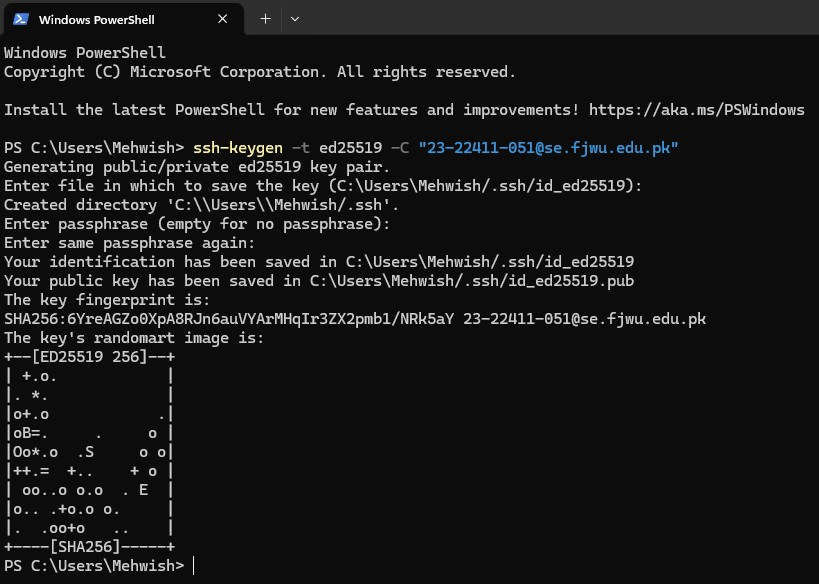 Windows PowerShell
Windows PowerShell
Copyright (C) Microsoft Corporation. All rights reserved.
Install the latest PowerShell for new features and improvements! https://aka.ms/PSWindows
PS C:\Users\Mehwish> ssh-keygen -t ed25519 -C "23-22411-051@se.fjwu.edu.pk"
Generating public/private ed25519 key pair.
Enter file in which to save the key (C:\Users\Mehwish/.ssh/id_ed25519):
Created directory 'C:\\Users\\Mehwish/.ssh'.
Enter passphrase (empty for no passphrase):
Enter same passphrase again:
Your identification has been saved in C:\Users\Mehwish/.ssh/id_ed25519
Your public key has been saved in C:\Users\Mehwish/.ssh/id_ed25519.pub
The key fingerprint is:
SHA256:6YreAGZo0XpA8RJn6auVYArMHqIr3ZX2pmb1/NRk5aY 23-22411-051@se.fjwu.edu.pk
The key's randomart image is:
+--[ED25519 256]--+
| +.o.            |
|. *.             |
|o+.o            .|
|oB=.     .     o |
|Oo*.o  .S     o o|
|++.=  +..    + o |
| oo..o o.o  . E  |
|o.. .+o.o o.     |
|.  .oo+o   ..    |
+----[SHA256]-----+
PS C:\Users\Mehwish>